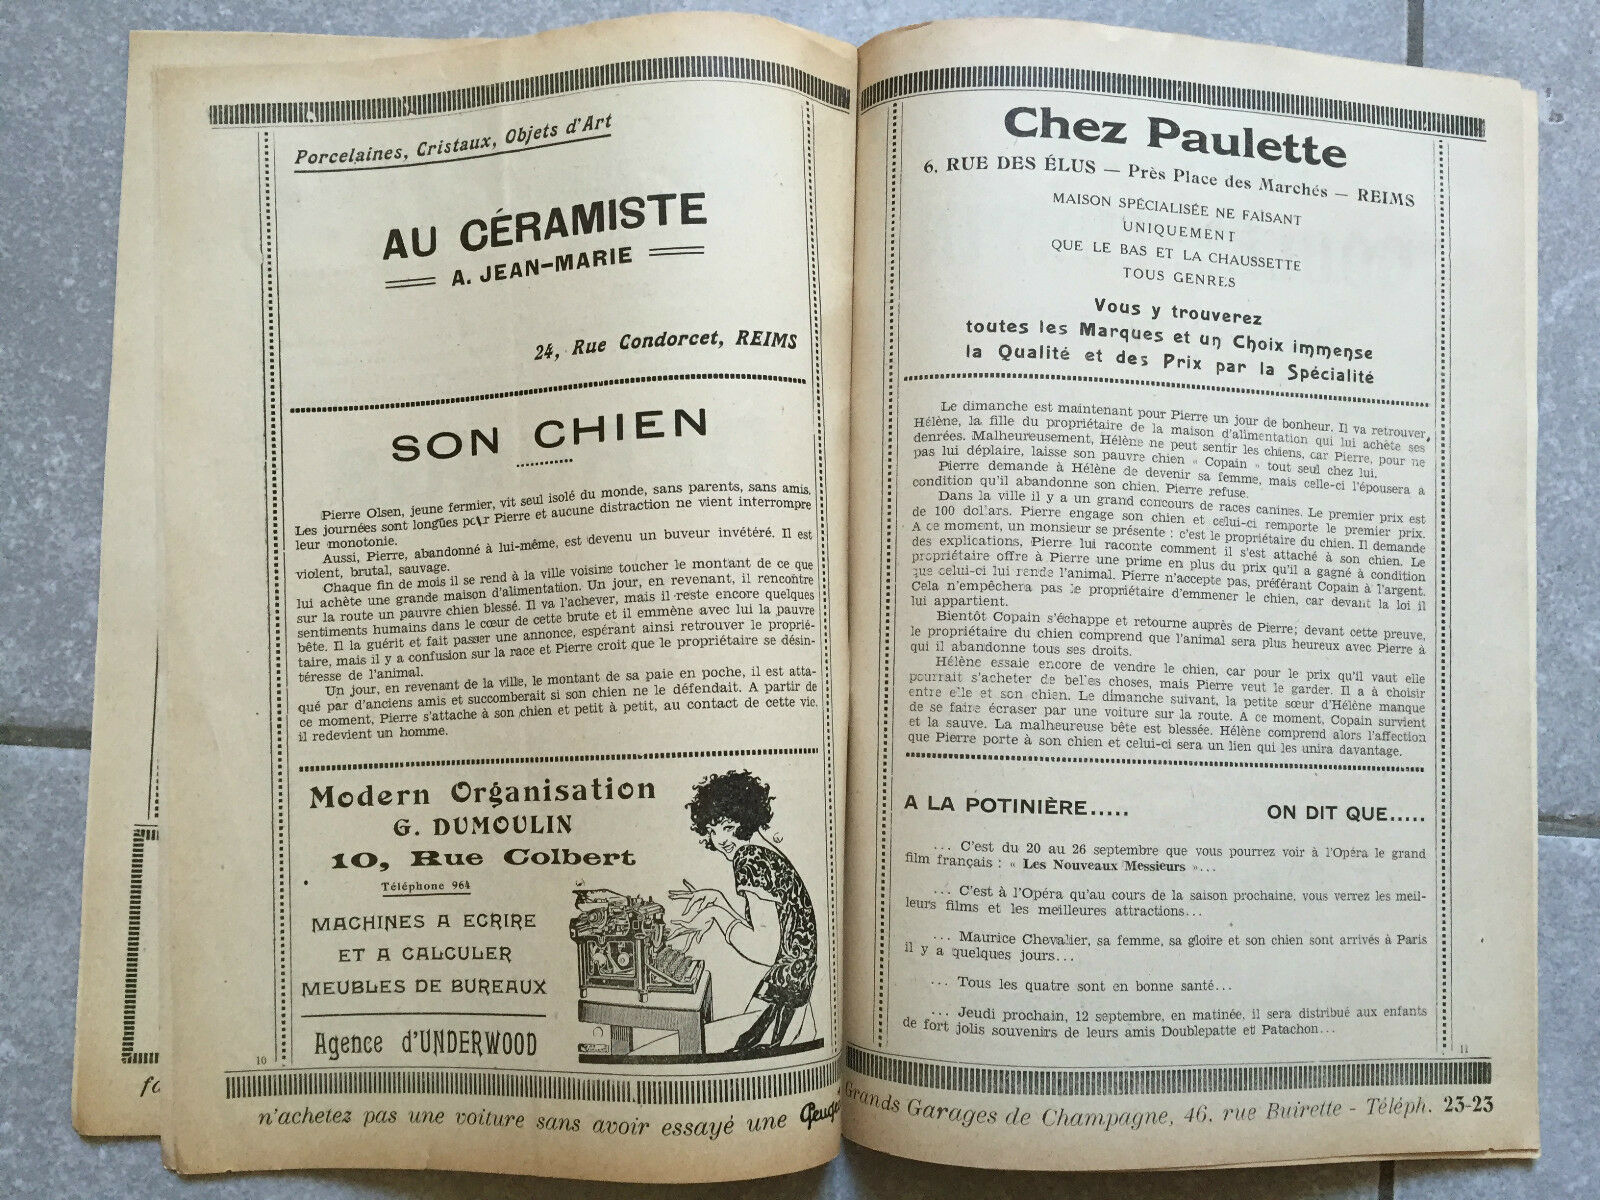 Porcelaines, Cristaux, Objets d'Art
AU CÉRAMISTE
A. JEAN-MARIE
24, Rue Condorcet, REIMS
SON CHIEN
Pierre Olsen, jeune fermier, vit seul isolé du monde, sans parents, sans amis.
Les journées sont longues pour Pierre et aucune distraction ne vient interrompre
leur monotonie.
Aussi, Pierre, abandonné à lui-même, est devenu un buveur invétéré. Il est
violent, brutal, sauvage.
Chaque fin de mois il se rend à la ville voisine toucher le montant de ce que
lui achète une grande maison d'alimentation. Un jour, en revenant, il rencontre
sur la route un pauvre chien blessé. Il va l'achever, mais il reste encore quelques
sentiments humains dans le cœur de cette brute et il emmène avec lui la pauvre
bête. Il la guérit et fait passer une annonce, espérant ainsi retrouver le proprié-
taire, mais il y a confusion sur la race et Pierre croit que le propriétaire se désin-
téresse de l'animal.
Un jour, en revenant de la ville, le montant de sa paie en poche, il est atta-
qué par d'anciens amis et succomberait si son chien ne le défendait. A partir de
ce moment, Pierre s'attache à son chien et petit à petit, au contact de cette vie,
il redevient un homme.
Modern Organisation
G. DUMOULIN
10, Rue Colbert
Téléphone 964
MACHINES A ECRIRE
ET A CALCULER
MEUBLES DE BUREAUX
Agence d'UNDERWOOD
10
n'achetez pas une voiture sans avoir essayé une Peugeot
fo
Chez Paulette
6, RUE DES ÉLUS — Près Place des Marchés — REIMS
MAISON SPÉCIALISÉE NE FAISANT
UNIQUEMENT
QUE LE BAS ET LA CHAUSSETTE
TOUS GENRES
Vous y trouverez
toutes les Marques et un Choix immense
la Qualité et des Prix par la Spécialité
Le dimanche est maintenant pour Pierre un jour de bonheur. Il va retrouver,
Hélène, la fille du propriétaire de la maison d'alimentation qui lui achète ses
denrées. Malheureusement, Hélène ne peut sentir les chiens, car Pierre, pour ne
pas lui déplaire, laisse son pauvre chien « Copain » tout seul chez lui.
Pierre demande à Hélène de devenir sa femme, mais celle-ci l'épousera a
condition qu'il abandonne son chien. Pierre refuse.
Dans la ville il y a un grand concours de races canines. Le premier prix est
de 100 dollars. Pierre engage son chien et celui-ci remporte le premier prix.
A ce moment, un monsieur se présente : c'est le propriétaire du chien. Il demande
des explications, Pierre lui raconte comment il s'est attaché à son chien. Le
propriétaire offre à Pierre une prime en plus du prix qu'il a gagné à condition
que celui-ci lui rende l'animal. Pierre n'accepte pas, préférant Copain à l'argent.
Cela n'empêchera pas le propriétaire d'emmener le chien, car devant la loi il
lui appartient.
Bientôt Copain s'échappe et retourne auprès de Pierre; devant cette preuve,
le propriétaire du chien comprend que l'animal sera plus heureux avec Pierre à
qui il abandonne tous ses droits.
Hélène essaie encore de vendre le chien, car pour le prix qu'il vaut elle
pourrait s'acheter de belles choses, mais Pierre veut le garder. Il a à choisir
entre elle et son chien. Le dimanche suivant, la petite sœur d'Hélène manque
de se faire écraser par une voiture sur la route. A ce moment, Copain survient
et la sauve. La malheureuse bête est blessée. Hélène comprend alors l'affection
que Pierre porte à son chien et celui-ci sera un lien qui les unira davantage.
A LA POTINIÈRE..... ON DIT QUE.....
... C'est du 20 au 26 septembre que vous pourrez voir à l'Opéra le grand
film français : « Les Nouveaux Messieurs »...
... C'est à l'Opéra qu'au cours de la saison prochaine, vous verrez les meil-
leurs films et les meilleures attractions...
... Maurice Chevalier, sa femme, sa gloire et son chien sont arrivés à Paris
il y a quelques jours...
... Tous les quatre sont en bonne santé...
... Jeudi prochain, 12 septembre, en matinée, il sera distribué aux enfants
de fort jolis souvenirs de leurs amis Doublepatte et Patachon...
11
Grands Garages de Champagne, 46, rue Buirette - Téléph. 23-23